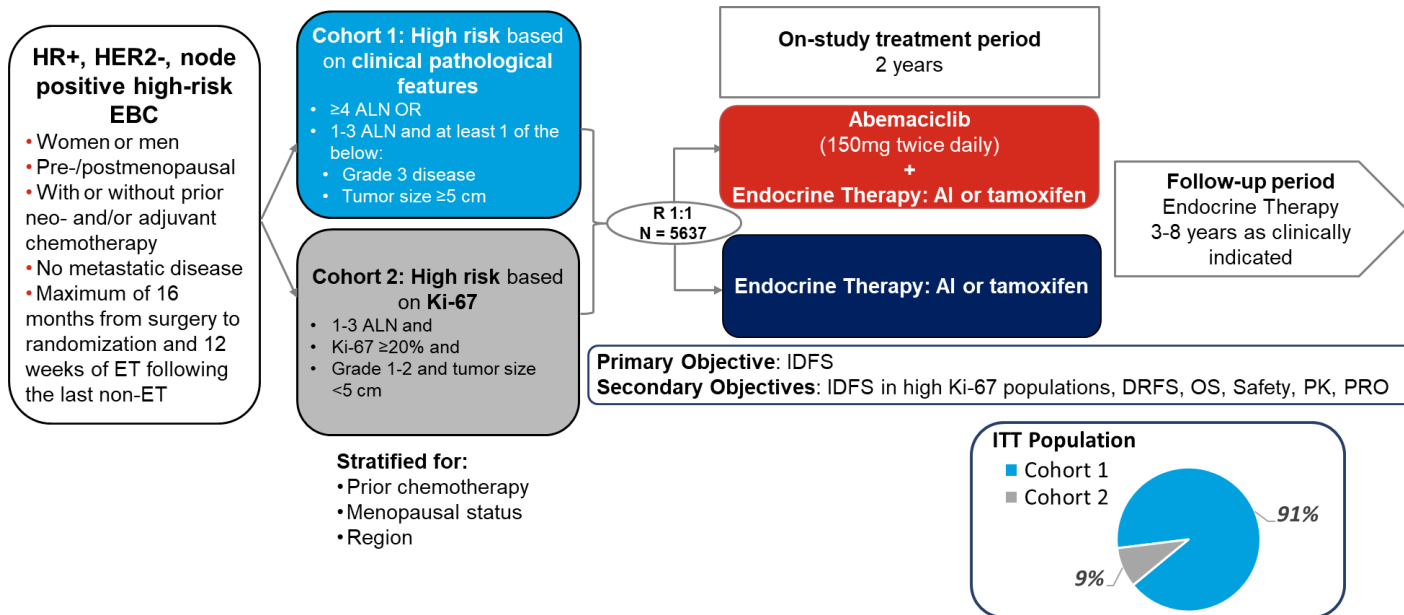 HR+, HER2-, node
positive high-risk
EBC
• Women or men
• Pre-/postmenopausal
• With or without prior
neo- and/or adjuvant
chemotherapy
• No metastatic disease
• Maximum of 16
months from surgery to
randomization and 12
weeks of ET following
the last non-ET
Cohort 1: High risk based
on clinical pathological
features
• ≥4 ALN OR
• 1-3 ALN and at least 1 of the
below:
• Grade 3 disease
• Tumor size ≥5 cm
Cohort 2: High risk based
on Ki-67
• 1-3 ALN and
• Ki-67 ≥20% and
• Grade 1-2 and tumor size
<5 cm
Stratified for:
• Prior chemotherapy
• Menopausal status
• Region
R 1:1
N = 5637
On-study treatment period
2 years
Abemaciclib
(150mg twice daily)
+
Endocrine Therapy: AI or tamoxifen
Endocrine Therapy: AI or tamoxifen
Follow-up period
Endocrine Therapy
3-8 years as clinically
indicated
Primary Objective: IDFS
Secondary Objectives: IDFS in high Ki-67 populations, DRFS, OS, Safety, PK, PRO
ITT Population
Cohort 1
Cohort 2
91%
9%